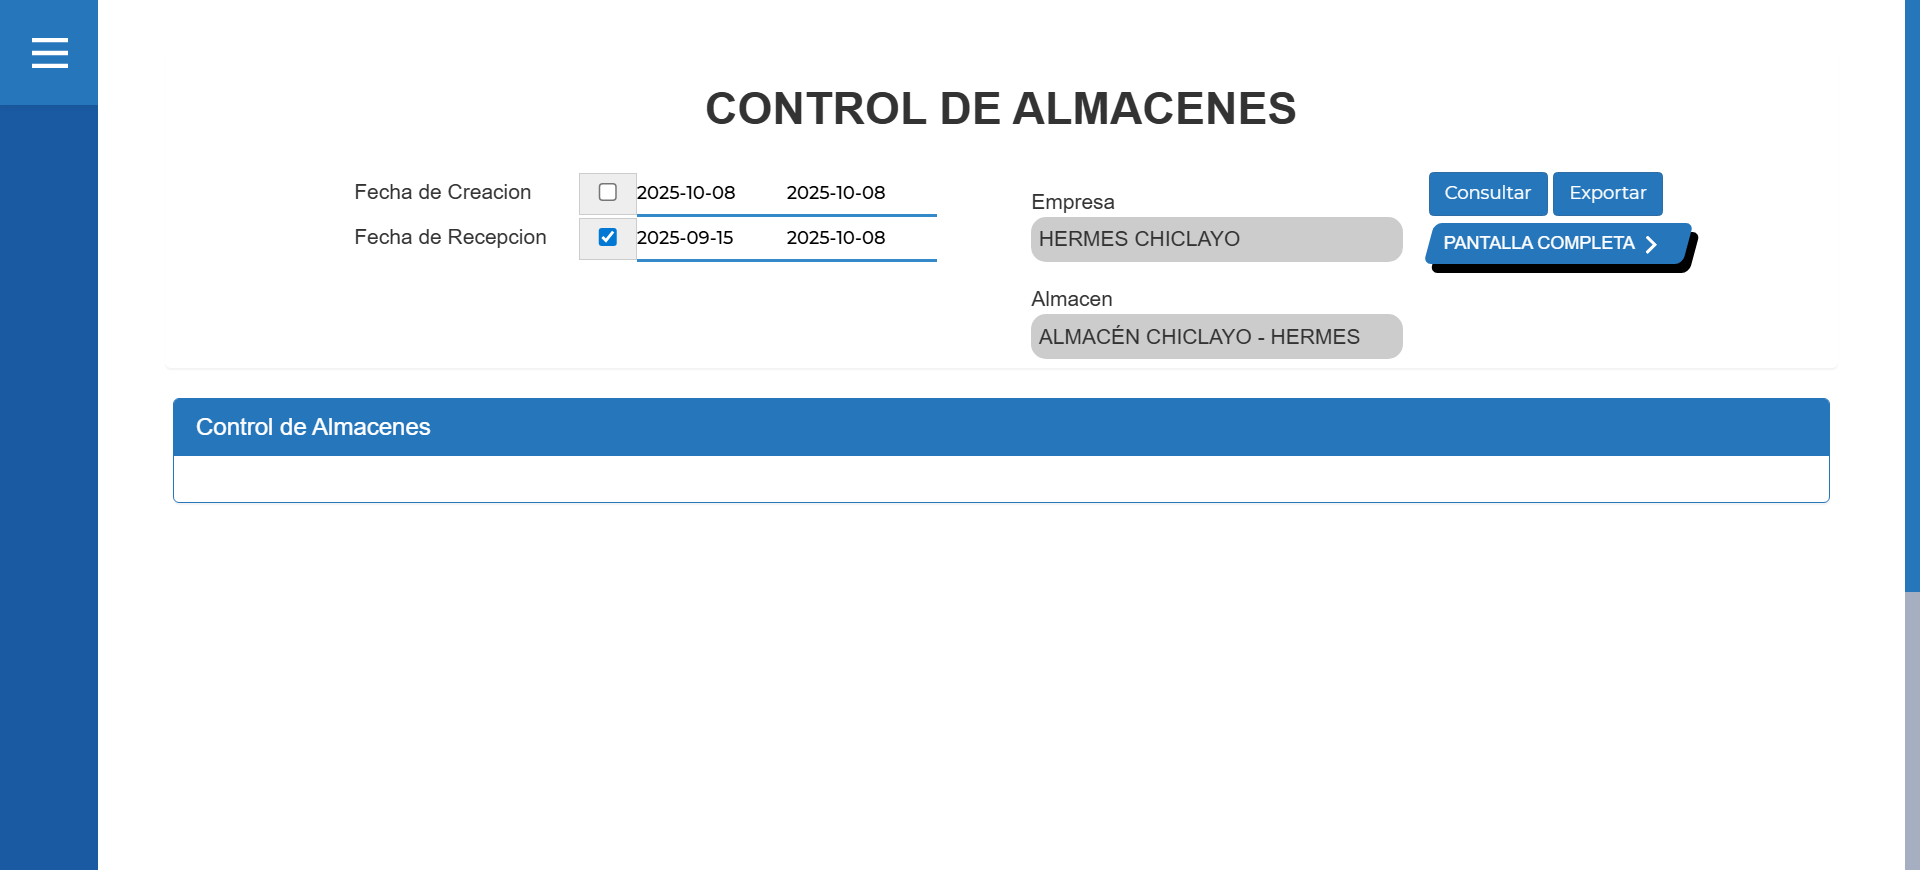 CONTROL DE ALMACENES
Fecha de Creacion
2025-10-08 2025-10-08
Fecha de Recepcion
2025-09-15 2025-10-08
Empresa
HERMES CHICLAYO
Almacen
ALMACÉN CHICLAYO - HERMES
Consultar Exportar
PANTALLA COMPLETA
Control de Almacenes